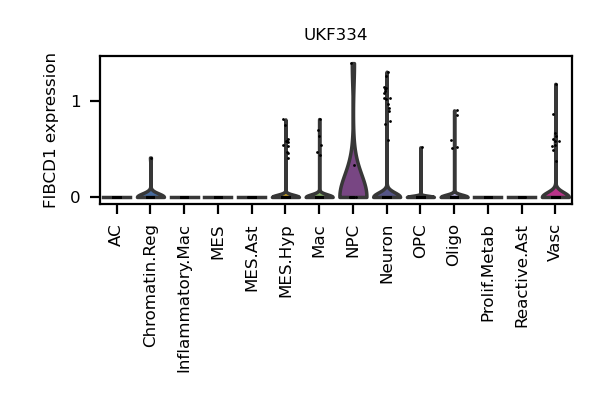 UKF334
FIBCD1 expression
1
0
AC
Chromatin.Reg
Inflammatory.Mac
MES
MES.Ast
MES.Hyp
Mac
NPC
Neuron
OPC
Oligo
Prolif.Metab
Reactive.Ast
Vasc